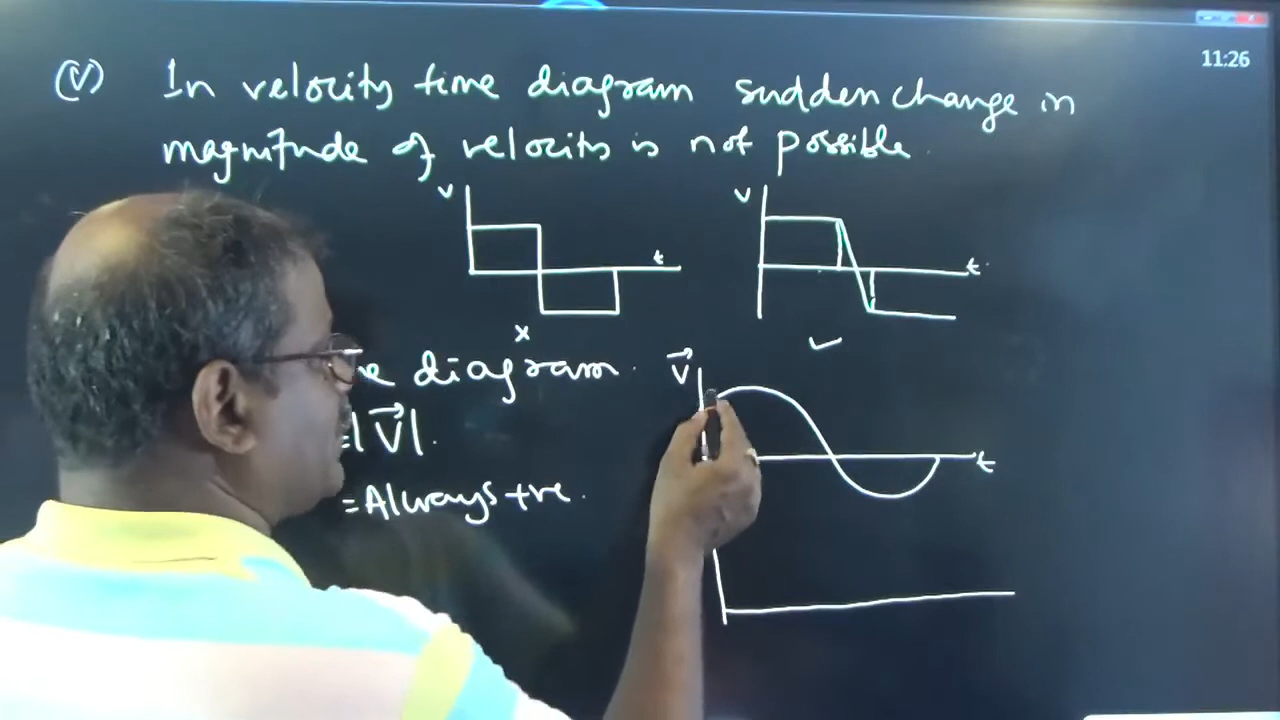 11:26
(V) In velocity time diagram sudden change in
magnitude of velocity is not possible.
V
t
x
V
t
✓
diagram.
=|V⃗|.
=Always +ve.
V⃗
t